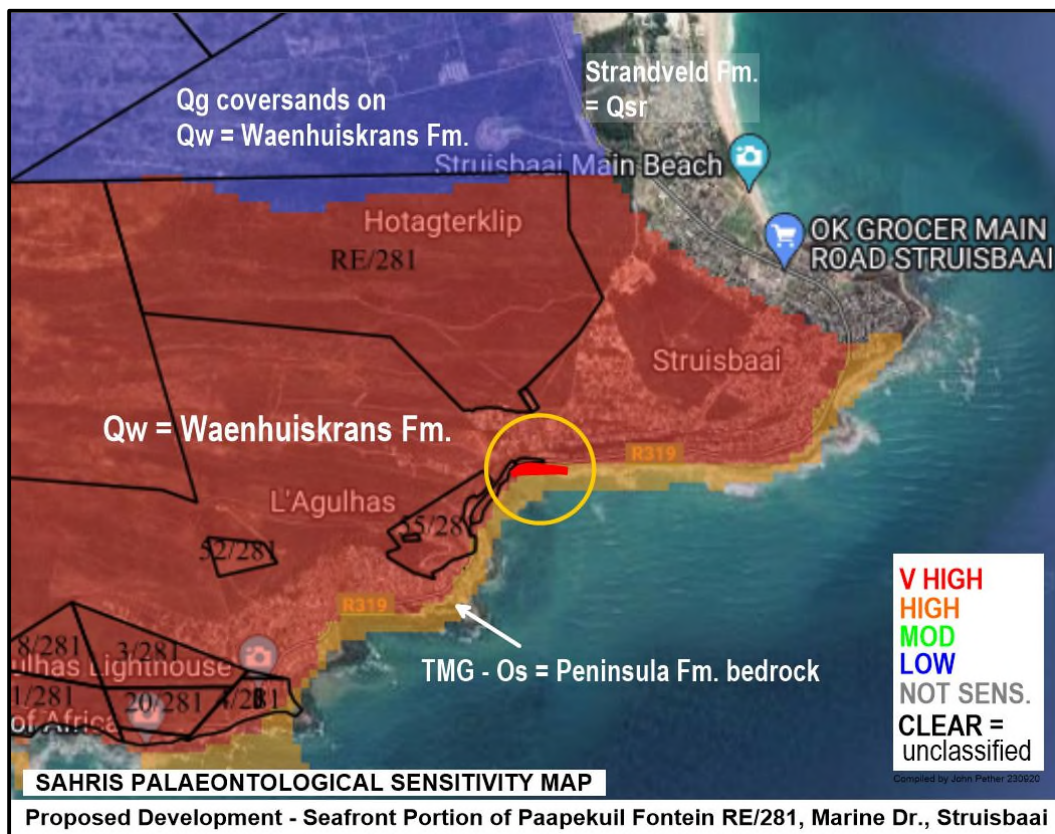 Qg coversands on
Qw = Waenhuiskrans Fm.
Strandveld Fm.
= Qsr
Struisbaai Main Beach
Hotagterklip
RE/281
OK GROCER MAIN
ROAD STRUISBAAI
Struisbaai
Qw = Waenhuiskrans Fm.
R319
L'Agulhas
52/281
R319
3/281
20/281
TMG - Os = Peninsula Fm. bedrock
V HIGH
HIGH
MOD
LOW
NOT SENS.
CLEAR =
unclassified
Compiled by John Pether 230920
SAHRIS PALAEONTOLOGICAL SENSITIVITY MAP
Proposed Development - Seafront Portion of Paapekuil Fontein RE/281, Marine Dr., Struisbaai